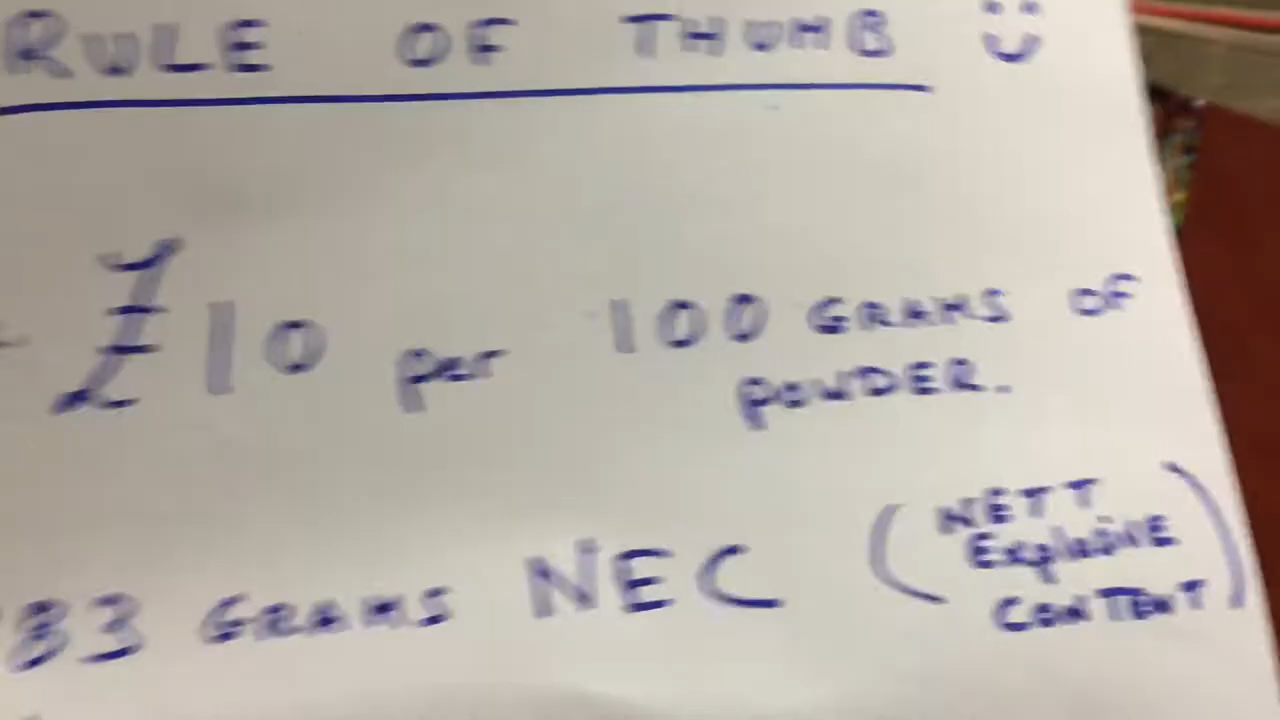 RULE OF THUMB
- £10 per 100 GRAMS OF
POWDER.
83 GRAMS NEC (NETT
Explosive
CONTENT)